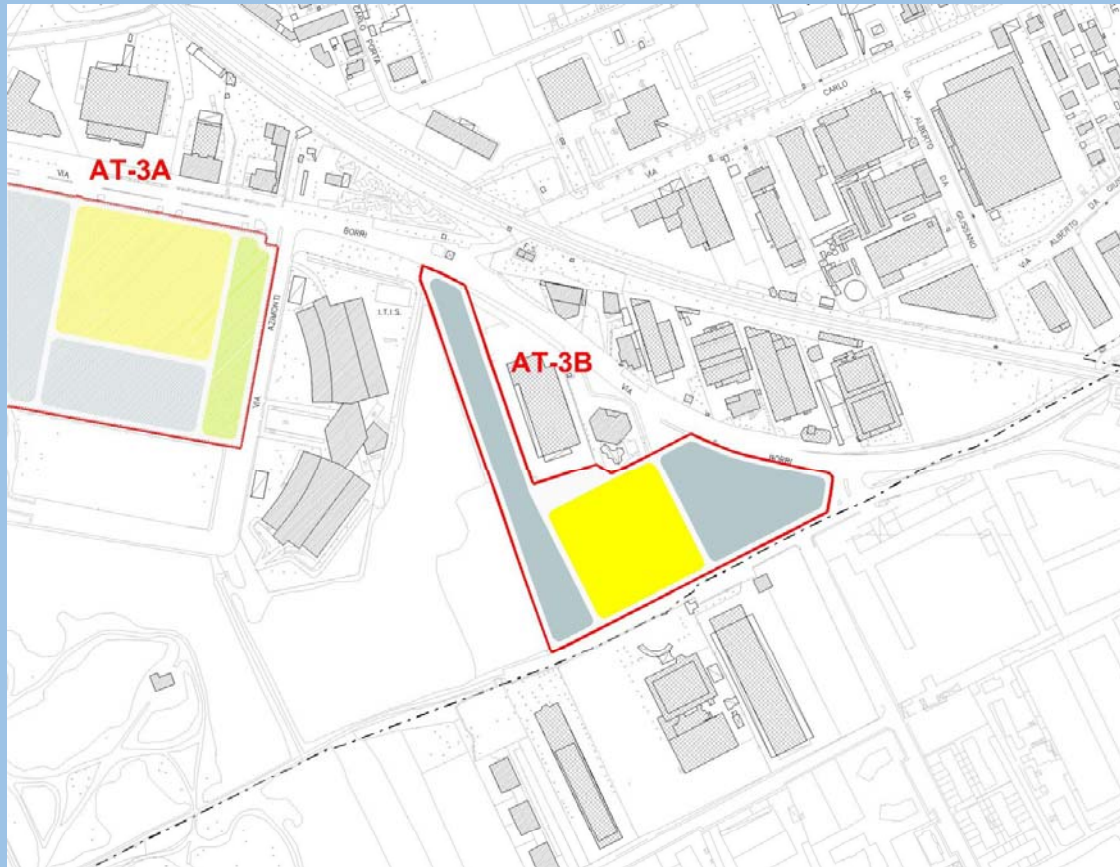 CARLO
PORTA
CARLO
VIA
VIA
ALBERTO
DA
GIUSSANO
VIA
ALBERTO
DA
AT-3A
VIA
BORRI
AZIMONTI
VIA
I.T.I.S.
AT-3B
VIA
BORRI